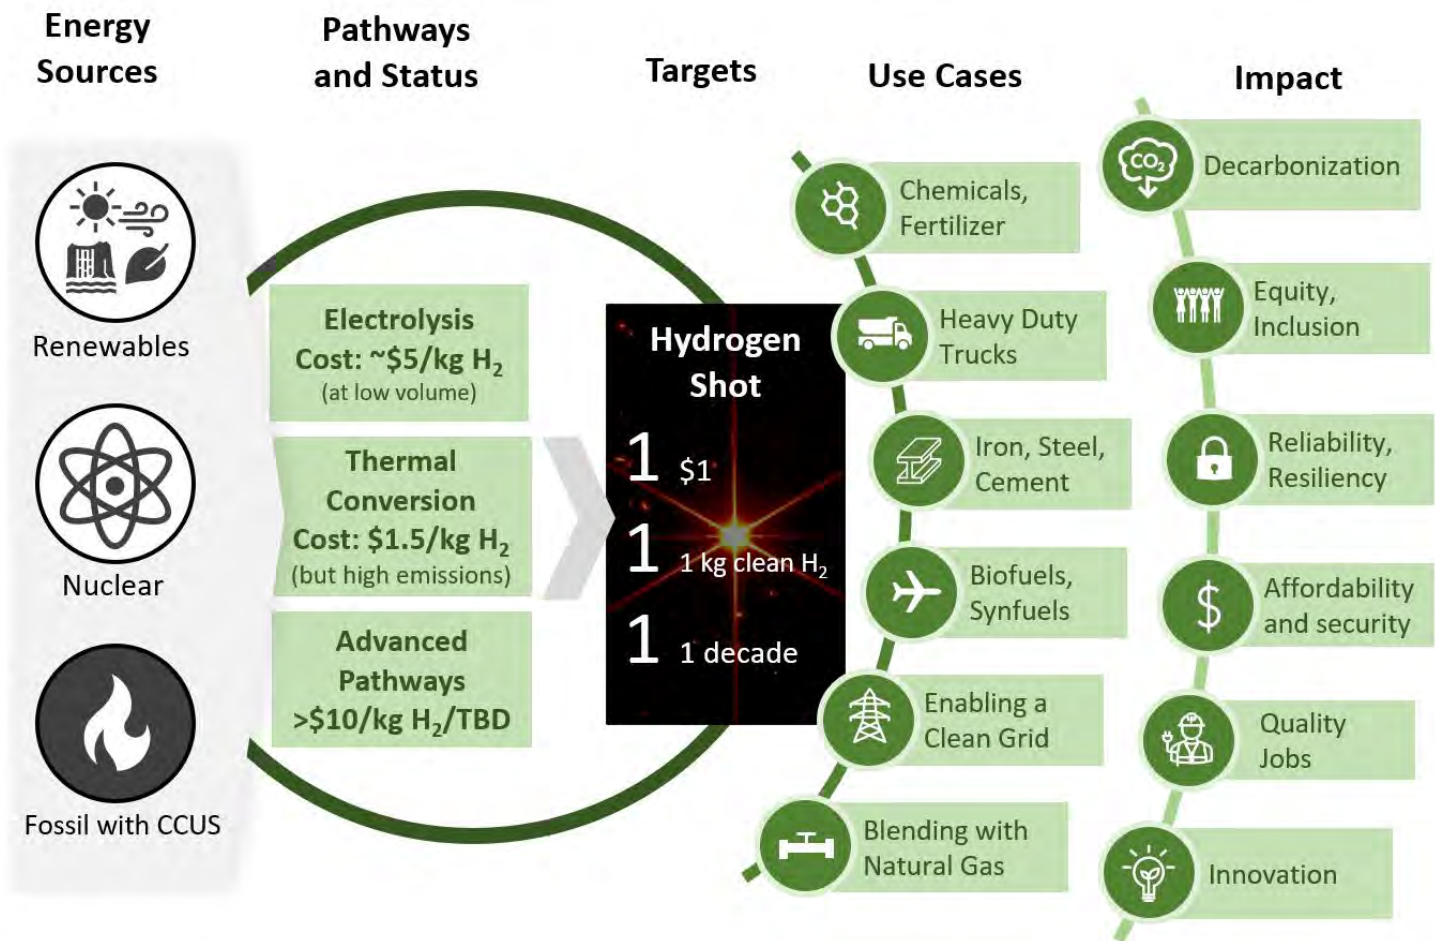 Energy
Sources
Pathways
and Status
Targets
Use Cases
Impact
Renewables
Nuclear
Fossil with CCUS
Electrolysis
Cost: ~$5/kg H₂
(at low volume)
Thermal
Conversion
Cost: $1.5/kg H₂
(but high emissions)
Advanced
Pathways
>$10/kg H₂/TBD
Hydrogen
Shot
1 $1
1 1 kg clean H₂
1 1 decade
Chemicals,
Fertilizer
Heavy Duty
Trucks
Iron, Steel,
Cement
Biofuels,
Synfuels
Enabling a
Clean Grid
Blending with
Natural Gas
CO₂
Decarbonization
Equity,
Inclusion
Reliability,
Resiliency
$
Affordability
and security
Quality
Jobs
Innovation